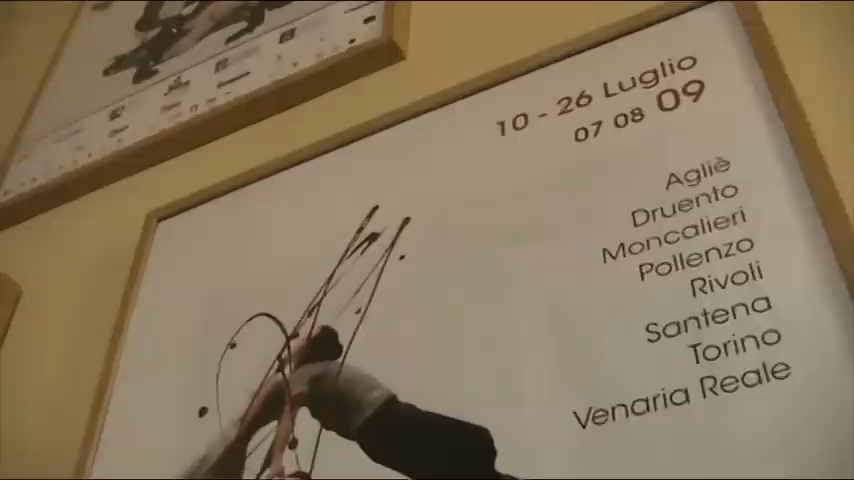 10 - 26 Luglio
07 08 09
Agliè
Druento
Moncalieri
Pollenzo
Rivoli
Santena
Torino
Venaria Reale